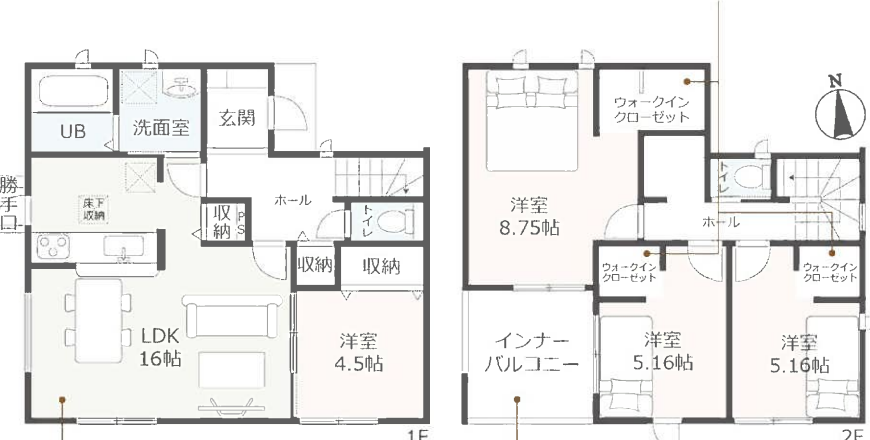 UB
洗面室
玄関
勝手口
床下
収納
収納
PS
ホール
トイレ
収納
収納
LDK
16帖
洋室
4.5帖
1F
N
ウォークイン
クローゼット
洋室
8.75帖
トイレ
ホール
ウォークイン
クローゼット
ウォークイン
クローゼット
インナー
バルコニー
洋室
5.16帖
洋室
5.16帖
2F